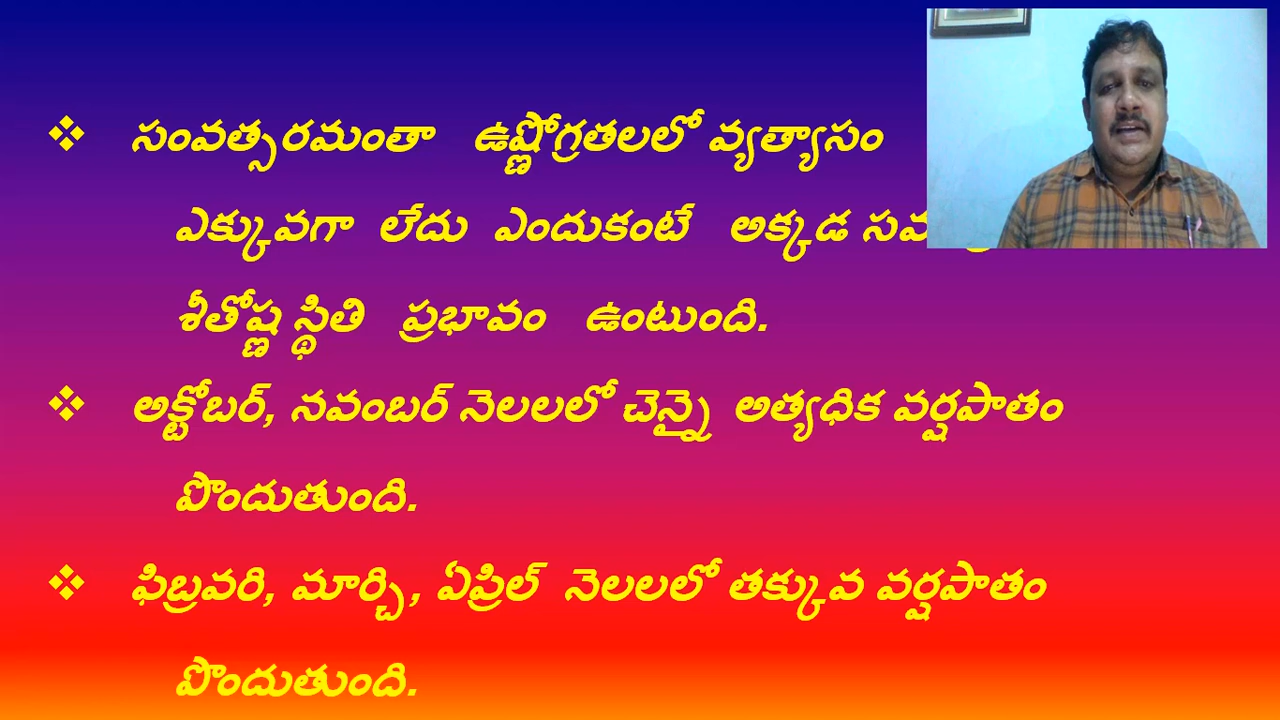 ❖ సంవత్సరమంతా ఉష్ణోగ్రతలలో వ్యత్యాసం
ఎక్కువగా లేదు ఎందుకంటే అక్కడ
శీతోష్ణ స్థితి ప్రభావం ఉంటుంది.
❖ అక్టోబర్, నవంబర్ నెలలలో చెన్నై అత్యధిక వర్షపాతం
పొందుతుంది.
❖ ఫిబ్రవరి, మార్చి, ఏప్రిల్ నెలలలో తక్కువ వర్షపాతం
పొందుతుంది.